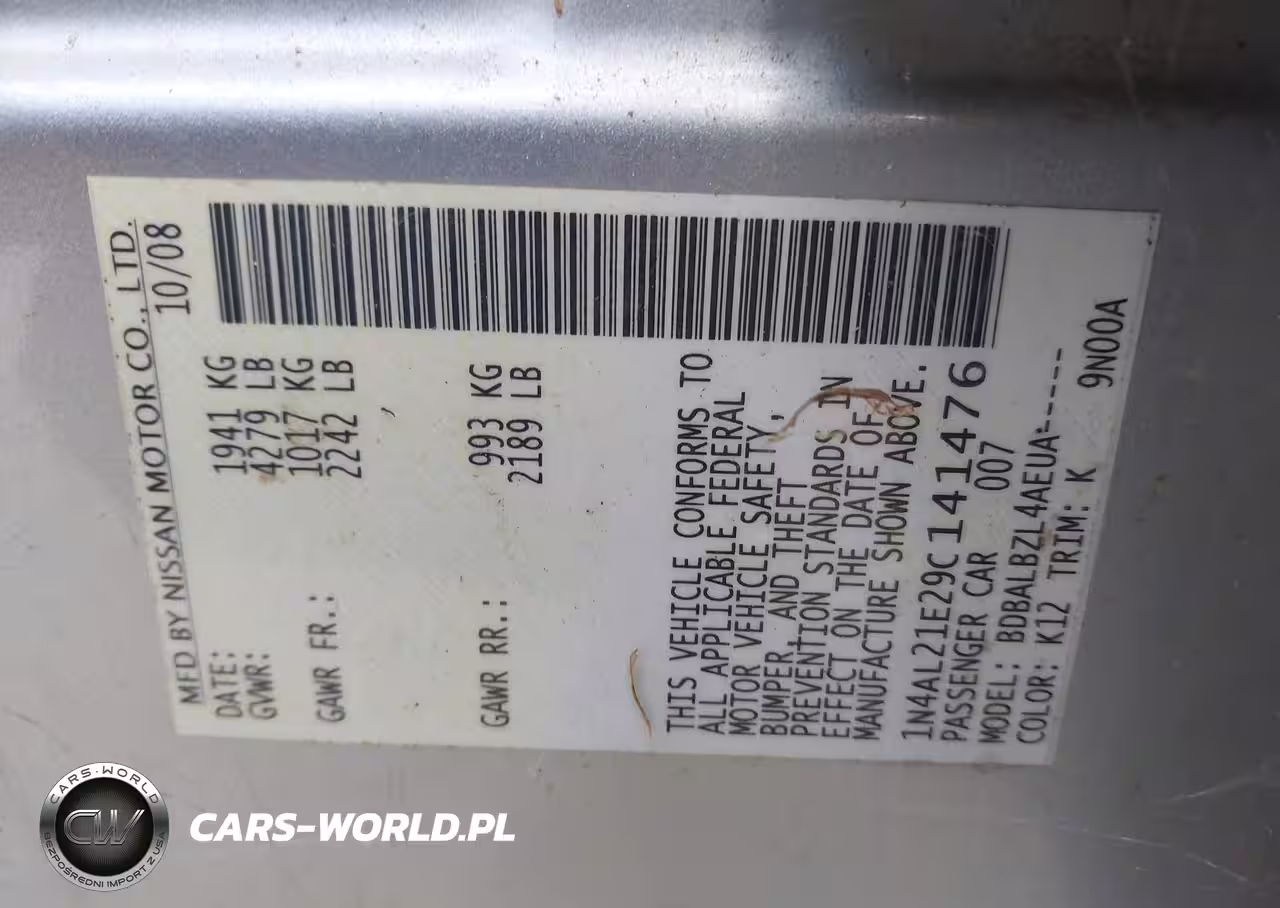 MFD BY NISSAN MOTOR CO., LTD.
DATE: 10/08
GVWR: 1941 KG
4279 LB
GAWR FR.: 1017 KG
2242 LB
GAWR RR.: 993 KG
2189 LB
THIS VEHICLE CONFORMS TO
ALL APPLICABLE FEDERAL
MOTOR VEHICLE SAFETY,
BUMPER, AND THEFT
PREVENTION STANDARDS IN
EFFECT ON THE DATE OF
MANUFACTURE SHOWN ABOVE.
1N4AL21E29C141476
PASSENGER CAR 007
MODEL: BDBALBZL4AEUA-----
COLOR: K12 TRIM: K 9N00A
CARS-WORLD
CW
BEZPOŚREDNI IMPORT Z USA
CARS-WORLD.PL